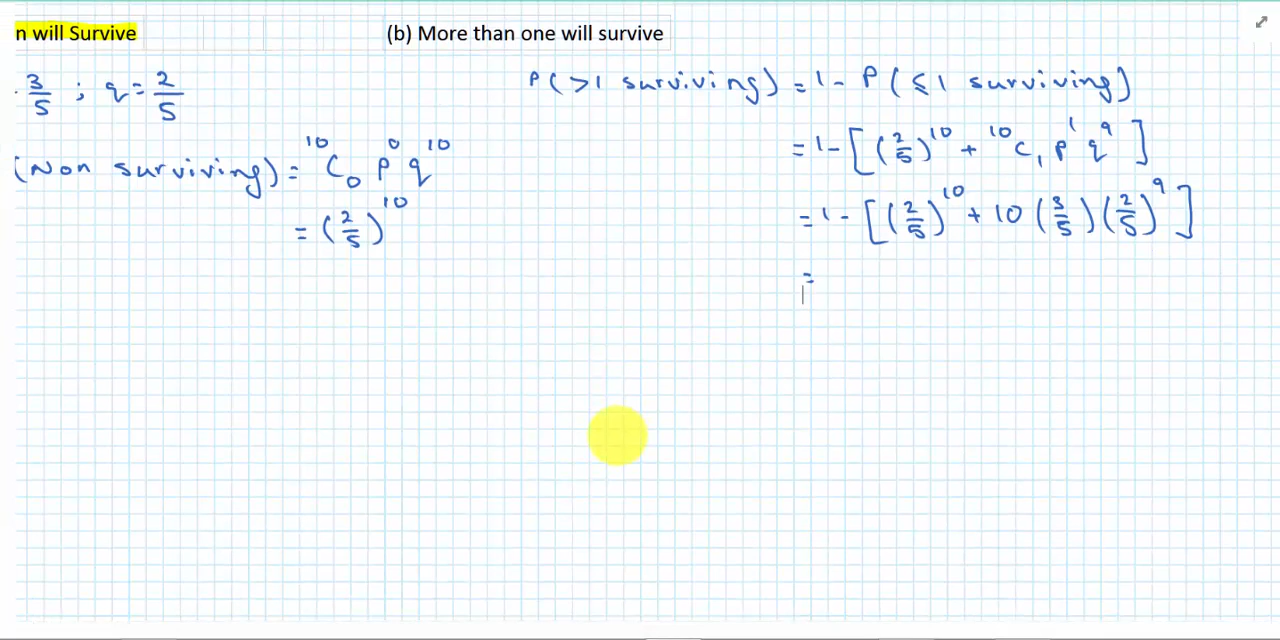 n will Survive
(b) More than one will survive
. 3/5 ; q = 2/5
(Non surviving) = ¹⁰C₀ p⁰ q¹⁰
= (2/5)¹⁰
P(>1 surviving) = 1 - P(≤1 surviving)
= 1 - [(2/5)¹⁰ + ¹⁰C₁ p¹ q⁹]
= 1 - [(2/5)¹⁰ + 10 (3/5)(2/5)⁹]
=